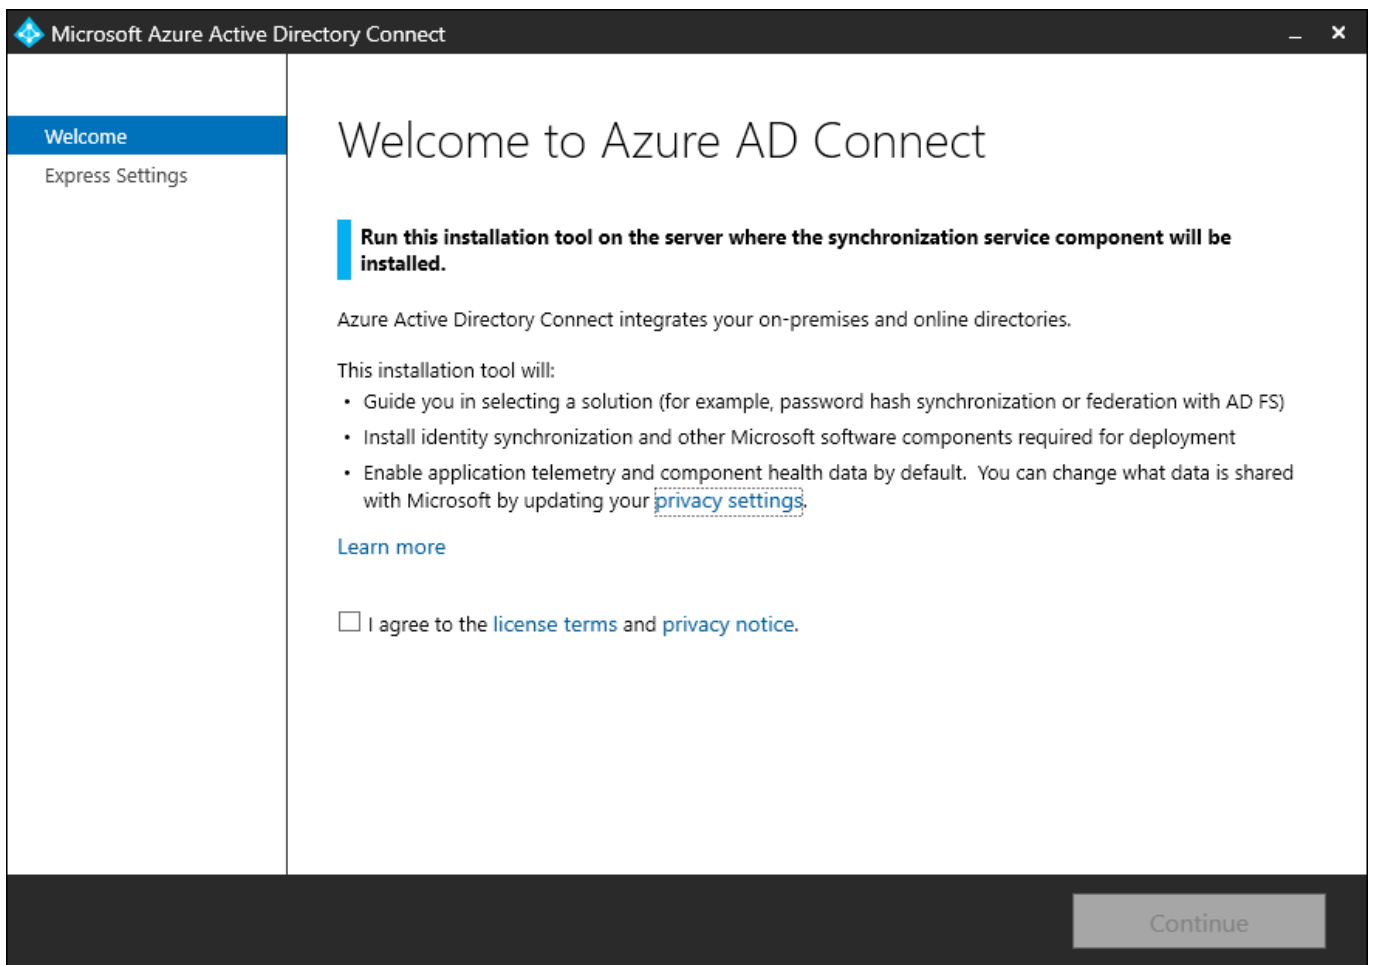 Microsoft Azure Active Directory Connect
Welcome
Express Settings
Welcome to Azure AD Connect
Run this installation tool on the server where the synchronization service component will be
installed.
Azure Active Directory Connect integrates your on-premises and online directories.
This installation tool will:
• Guide you in selecting a solution (for example, password hash synchronization or federation with AD FS)
• Install identity synchronization and other Microsoft software components required for deployment
• Enable application telemetry and component health data by default.  You can change what data is shared
with Microsoft by updating your privacy settings.
Learn more
I agree to the license terms and privacy notice.
Continue